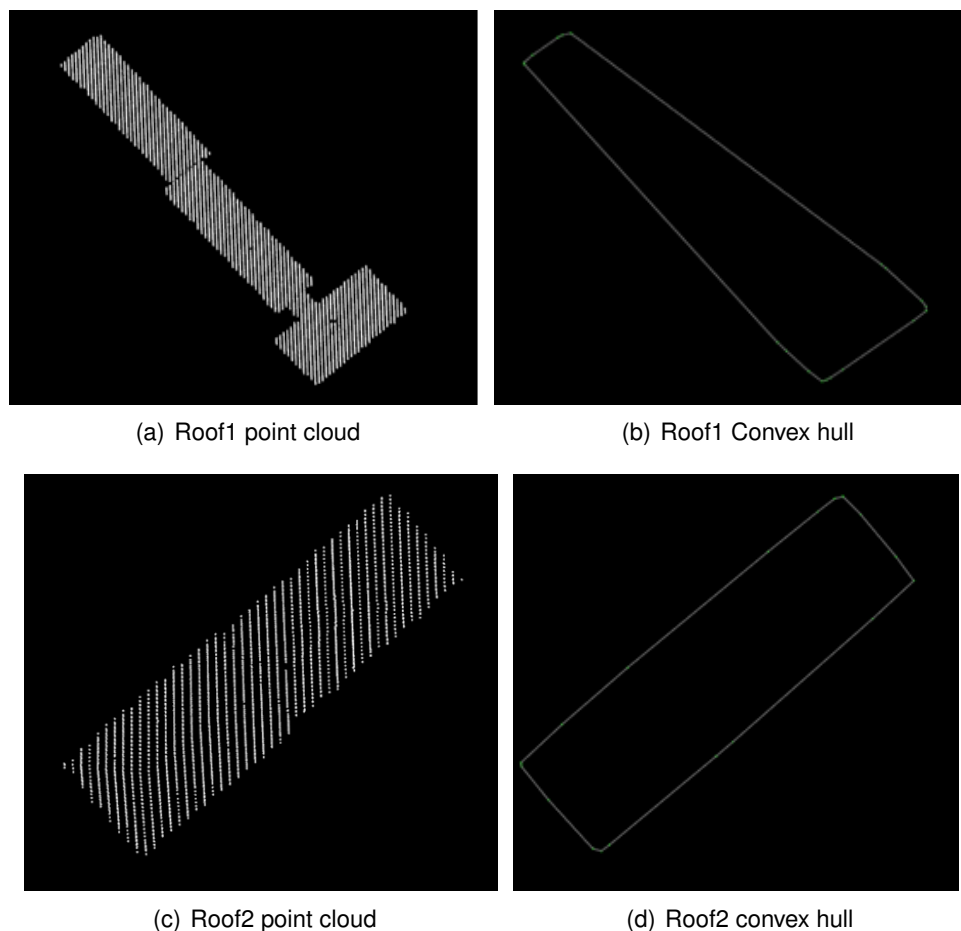 (a) Roof1 point cloud
(b) Roof1 Convex hull
(c) Roof2 point cloud
(d) Roof2 convex hull